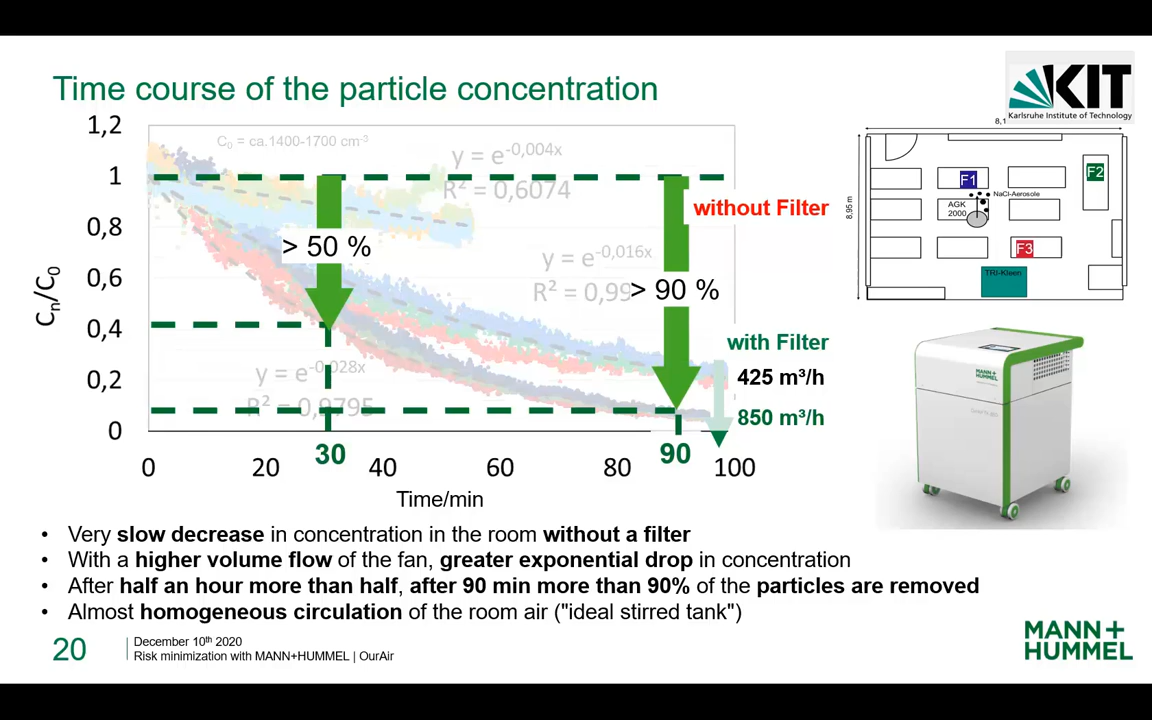 Time course of the particle concentration
KIT
Karlsruhe Institute of Technology
1,2
1
0,8
0,6
0,4
0,2
0
Cn/C0
C0 = ca.1400-1700 cm-3
y = e-0,004x
R² = 0,6074
y = e-0,016x
R² = 0,99
y = e-0,028x
R² = 0,9795
> 50 %
> 90 %
without Filter
with Filter
425 m³/h
850 m³/h
0
20
30
40
60
80
90
100
Time/min
8,1
8,95 m
F1
F2
NaCl-Aerosole
AGK
2000
F3
TRI-Kleen
MANN+
HUMMEL
• Very slow decrease in concentration in the room without a filter
• With a higher volume flow of the fan, greater exponential drop in concentration
• After half an hour more than half, after 90 min more than 90% of the particles are removed
• Almost homogeneous circulation of the room air ("ideal stirred tank")
20
December 10th 2020
Risk minimization with MANN+HUMMEL | OurAir
MANN+
HUMMEL